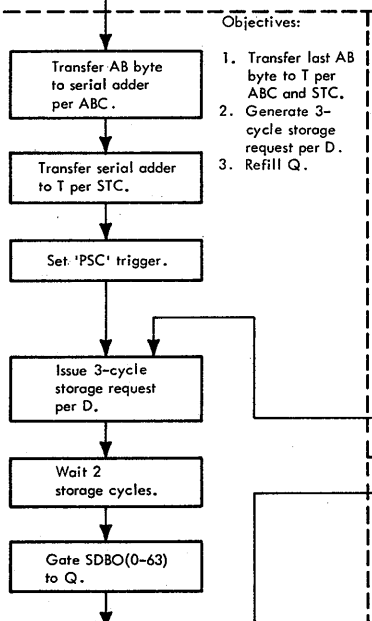 Objectives:
1. Transfer last AB
byte to T per
ABC and STC.
2. Generate 3-
cycle storage
request per D.
3. Refill Q.
Transfer AB byte
to serial adder
per ABC.
Transfer serial adder
to T per STC.
Set 'PSC' trigger.
Issue 3-cycle
storage request
per D.
Wait 2
storage cycles.
Gate SDBO(0-63)
to Q.